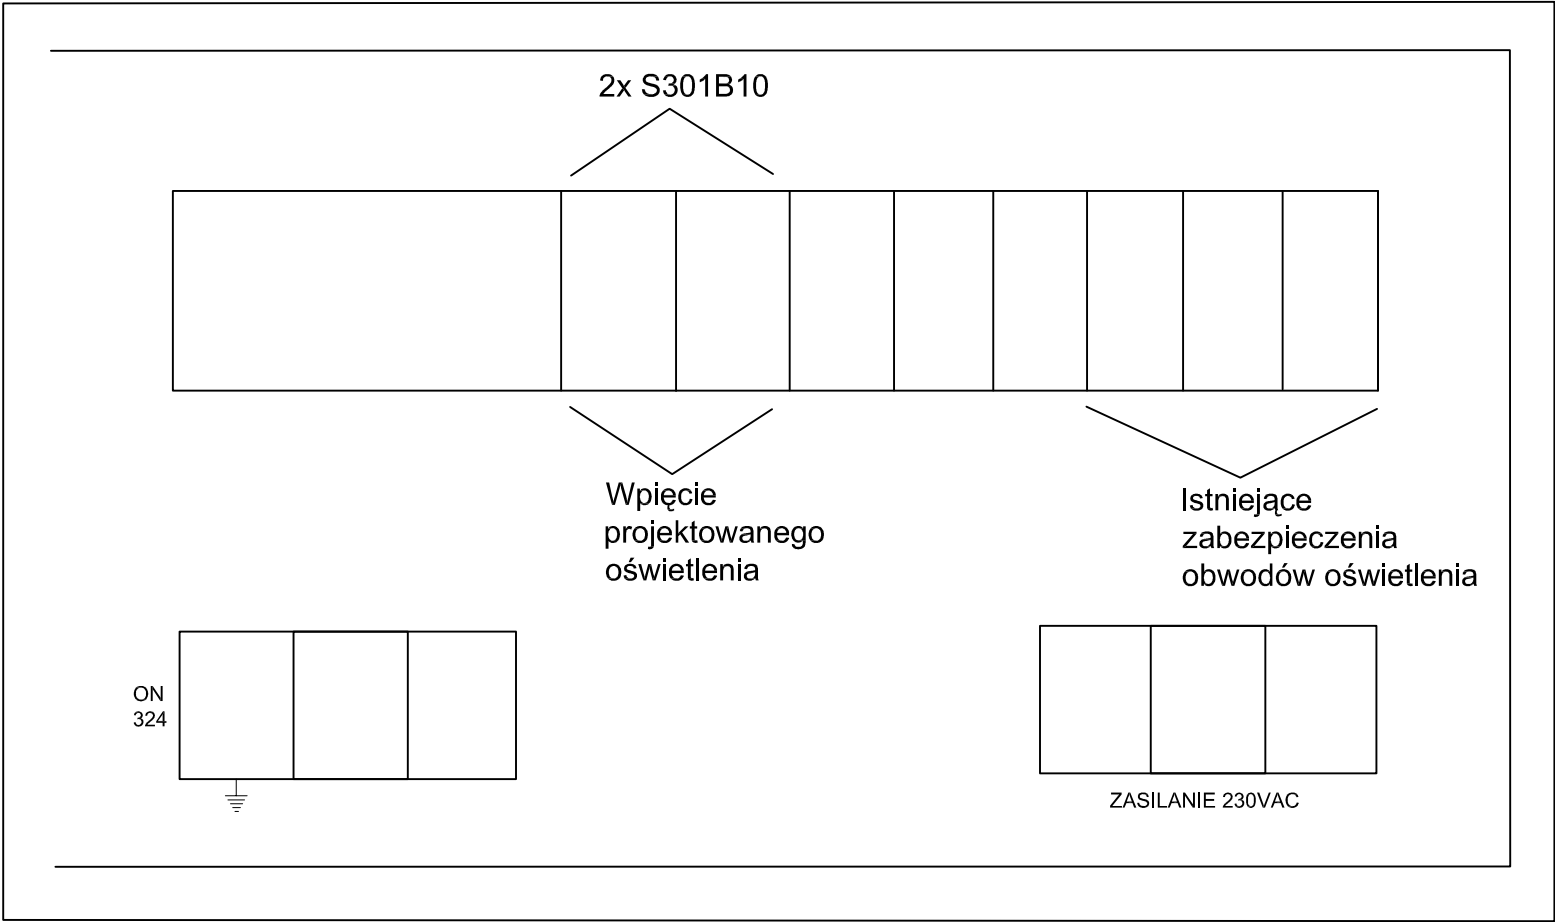 2x S301B10
Wpięcie
projektowanego
oświetlenia
Istniejące
zabezpieczenia
obwodów oświetlenia
ON
324
ZASILANIE 230VAC